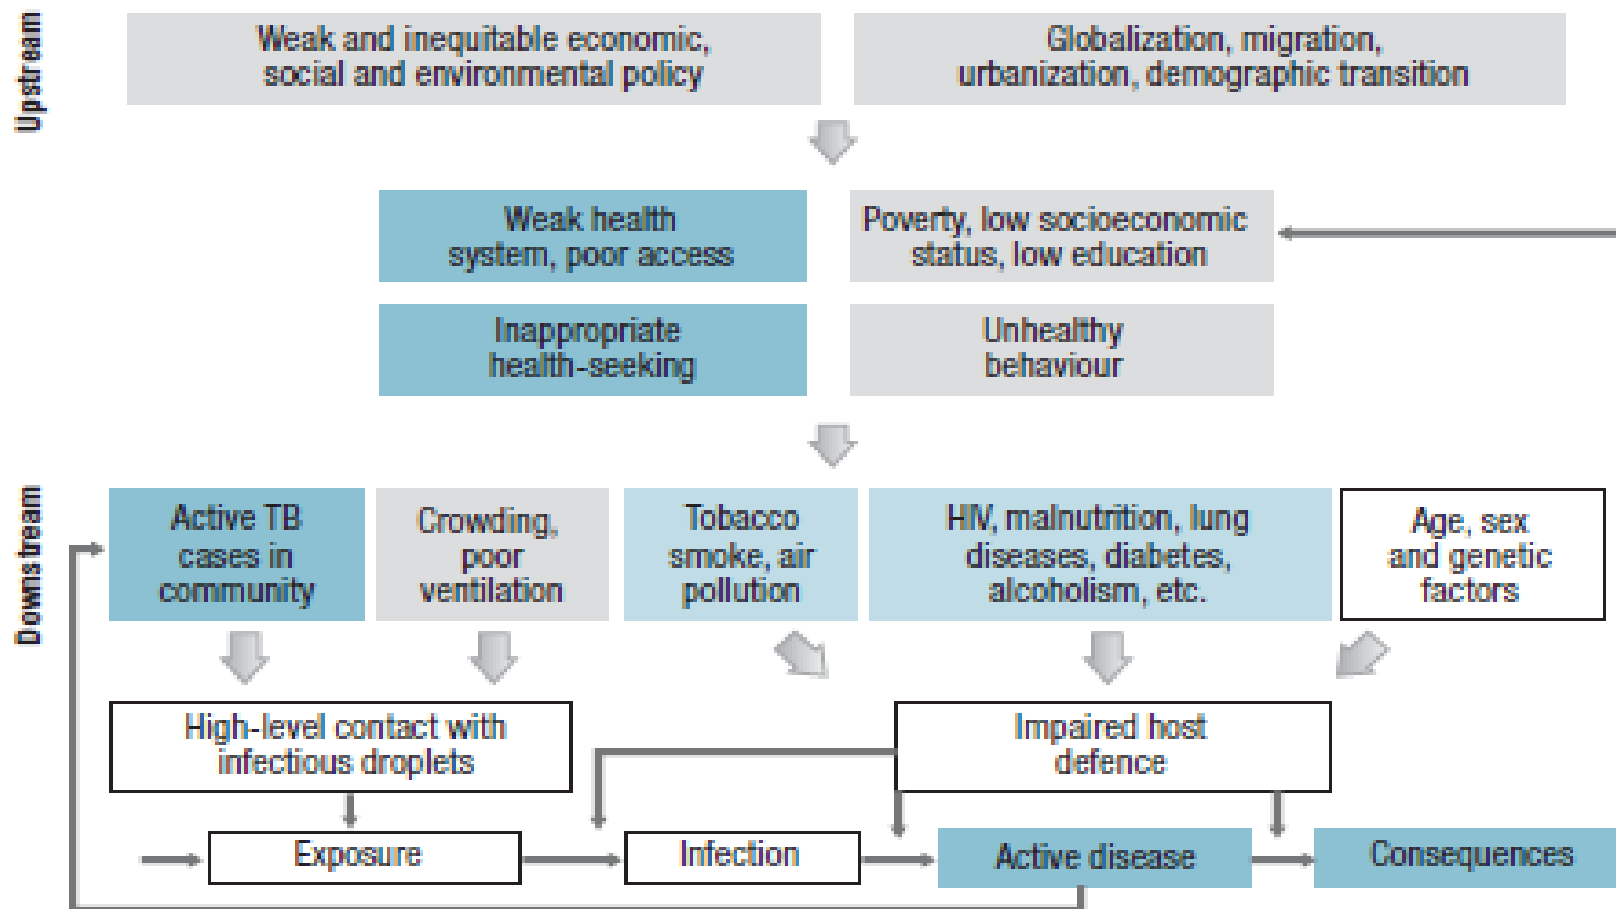 Upstream
Weak and inequitable economic,
social and environmental policy
Globalization, migration,
urbanization, demographic transition
Weak health
system, poor access
Poverty, low socioeconomic
status, low education
Inappropriate
health-seeking
Unhealthy
behaviour
Downstream
Active TB
cases in
community
Crowding,
poor
ventilation
Tobacco
smoke, air
pollution
HIV, malnutrition, lung
diseases, diabetes,
alcoholism, etc.
Age, sex
and genetic
factors
High-level contact with
infectious droplets
Impaired host
defence
Exposure
Infection
Active disease
Consequences